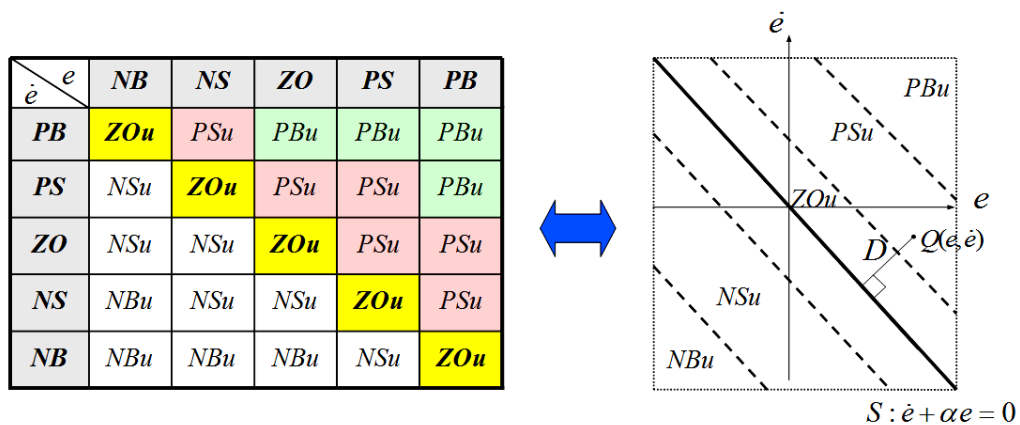 e NB NS ZO PS PB
ė
PB ZOu PSu PBu PBu PBu
PS NSu ZOu PSu PSu PBu
ZO NSu NSu ZOu PSu PSu
NS NBu NSu NSu ZOu PSu
NB NBu NBu NBu NSu ZOu
ė
PBu
PSu
ZOu
e
D
Q(e,ė)
NSu
NBu
S : ė + αe = 0